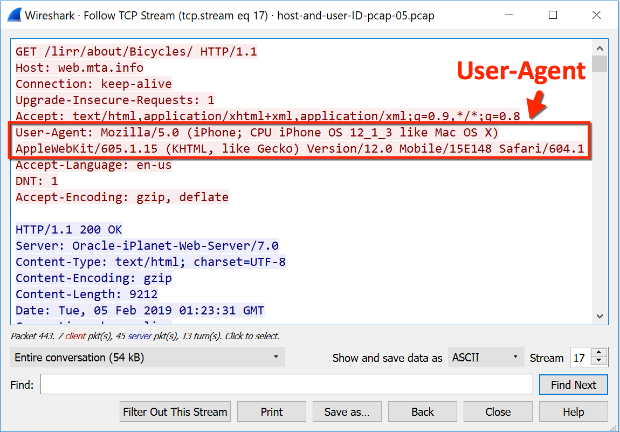 Wireshark · Follow TCP Stream (tcp.stream eq 17) · host-and-user-ID-pcap-05.pcap
GET /lirr/about/Bicycles/ HTTP/1.1
Host: web.mta.info
Connection: keep-alive
Upgrade-Insecure-Requests: 1
User-Agent
Accept: text/html,application/xhtml+xml,application/xml;q=0.9,*/*;q=0.8
User-Agent: Mozilla/5.0 (iPhone; CPU iPhone OS 12_1_3 like Mac OS X)
AppleWebKit/605.1.15 (KHTML, like Gecko) Version/12.0 Mobile/15E148 Safari/604.1
Accept-Language: en-us
DNT: 1
Accept-Encoding: gzip, deflate
HTTP/1.1 200 OK
Server: Oracle-iPlanet-Web-Server/7.0
Content-Type: text/html; charset=UTF-8
Content-Encoding: gzip
Content-Length: 9212
Date: Tue, 05 Feb 2019 01:23:31 GMT
Packet 443. 7 client pkt(s), 45 server pkt(s), 13 turn(s). Click to select.
Entire conversation (54 kB) Show and save data as ASCII Stream 17
Find: Find Next
Filter Out This Stream Print Save as... Back Close Help